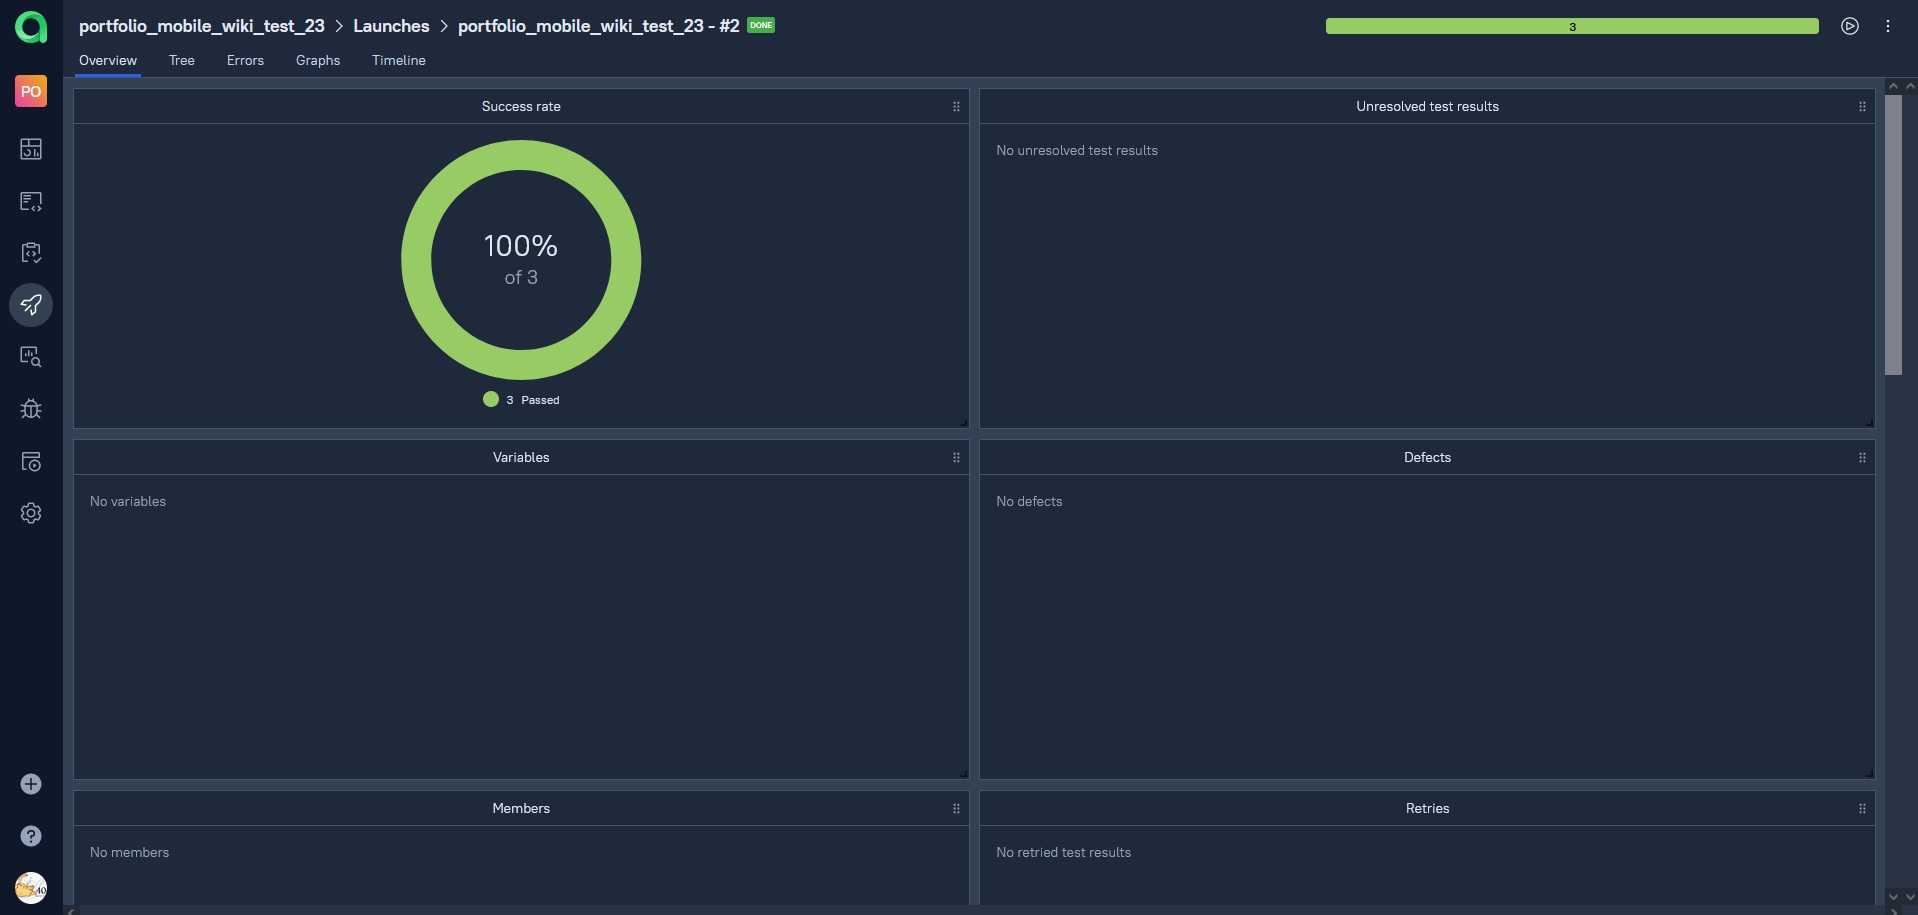 portfolio_mobile_wiki_test_23 > Launches > portfolio_mobile_wiki_test_23 - #2 DONE
3
Overview Tree Errors Graphs Timeline
PO
Success rate
100%
of 3
3 Passed
Unresolved test results
No unresolved test results
Variables
No variables
Defects
No defects
Members
No members
Retries
No retried test results